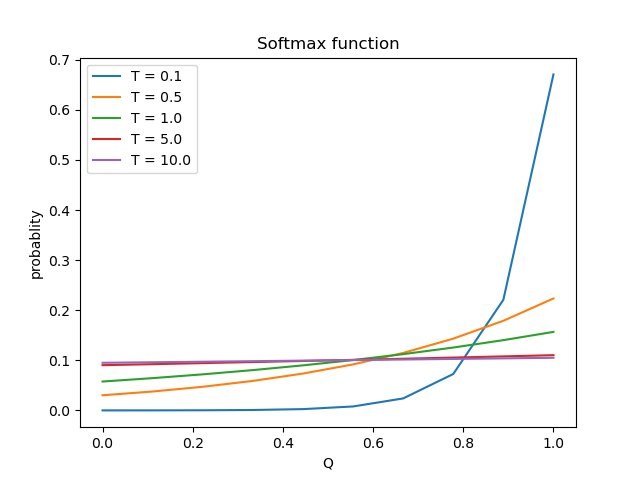 Softmax function
T = 0.1
T = 0.5
T = 1.0
T = 5.0
T = 10.0
0.7
0.6
0.5
0.4
0.3
0.2
0.1
0.0
probablity
0.0 0.2 0.4 0.6 0.8 1.0
Q